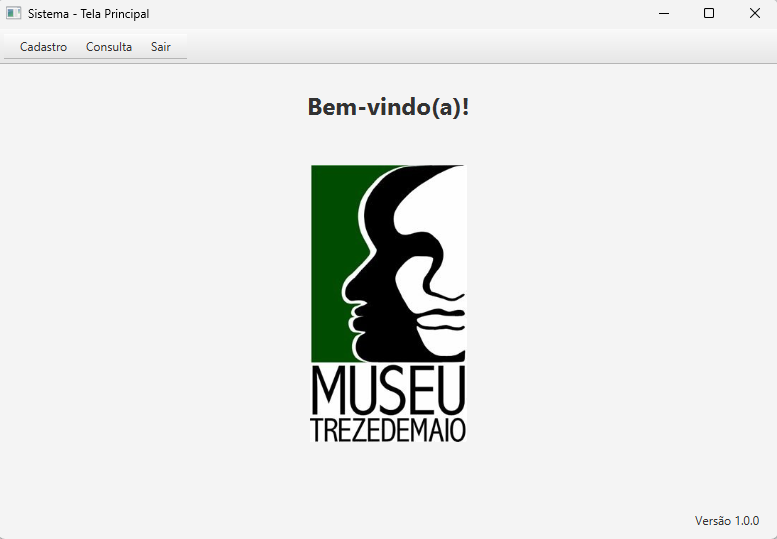 Sistema - Tela Principal
Cadastro Consulta Sair
Bem-vindo(a)!
MUSEU
TREZEDEMAIO
Versão 1.0.0